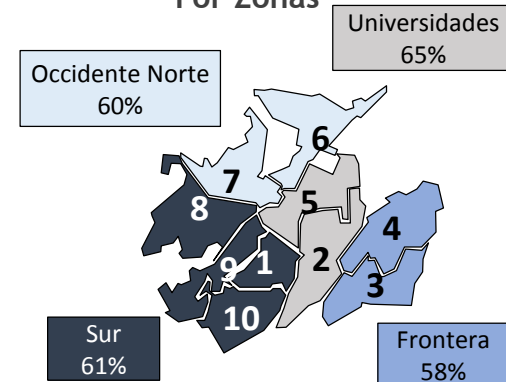 Por Zonas
Universidades
65%
Occidente Norte
60%
6
7
5
8
4
9
1
2
3
10
Sur
61%
Frontera
58%